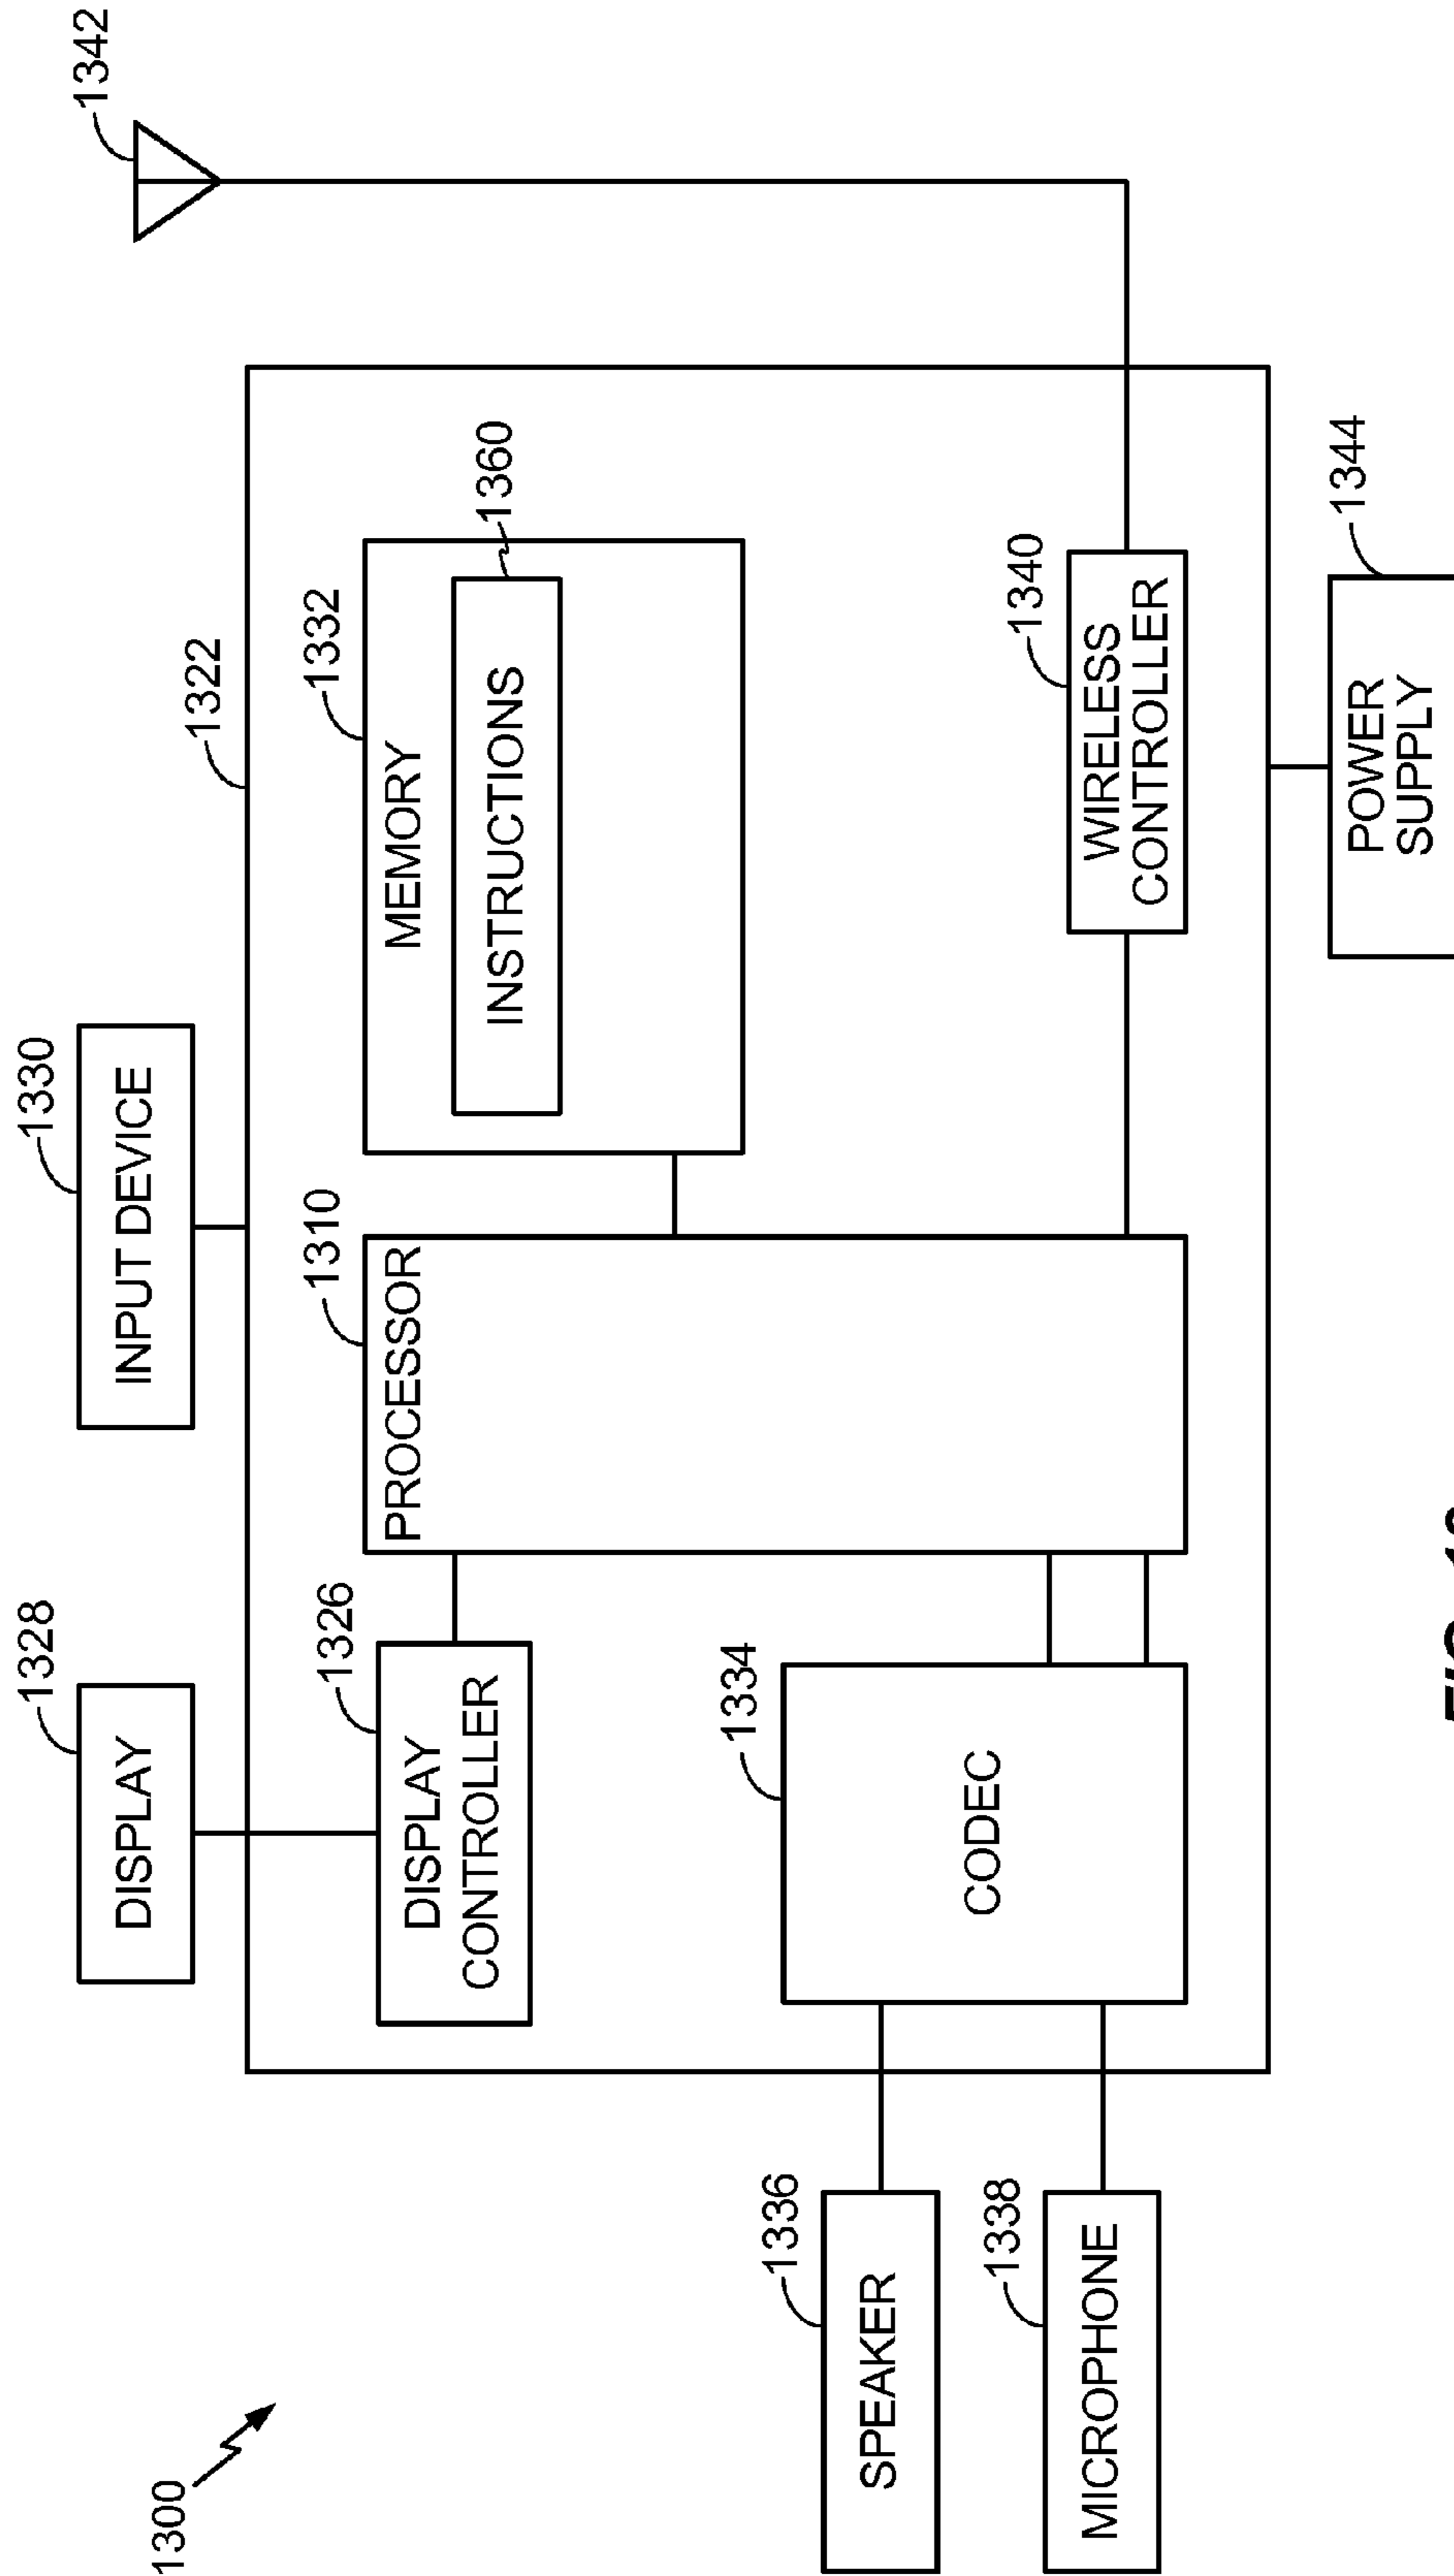 1300
1328
DISPLAY
1330
INPUT DEVICE
1342
1322
1326
DISPLAY
CONTROLLER
1310
PROCESSOR
1332
MEMORY
1360
INSTRUCTIONS
1336
SPEAKER
1338
MICROPHONE
1334
CODEC
1340
WIRELESS
CONTROLLER
1344
POWER
SUPPLY